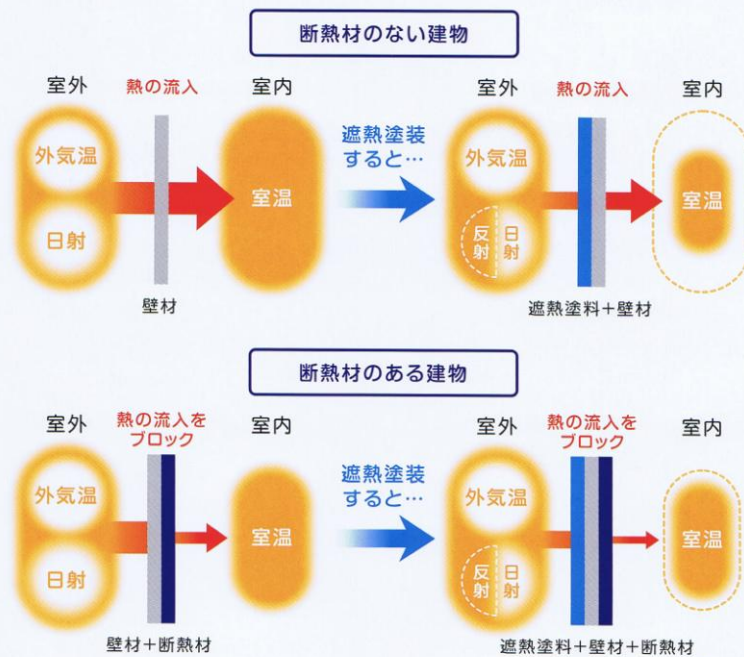 断熱材のない建物
室外
熱の流入
室内
外気温
日射
室温
壁材
遮熱塗装
すると…
室外
熱の流入
室内
外気温
反射
日射
室温
遮熱塗料+壁材
断熱材のある建物
室外
熱の流入を
ブロック
室内
外気温
日射
室温
壁材+断熱材
遮熱塗装
すると…
室外
熱の流入を
ブロック
室内
外気温
反射
日射
室温
遮熱塗料+壁材+断熱材